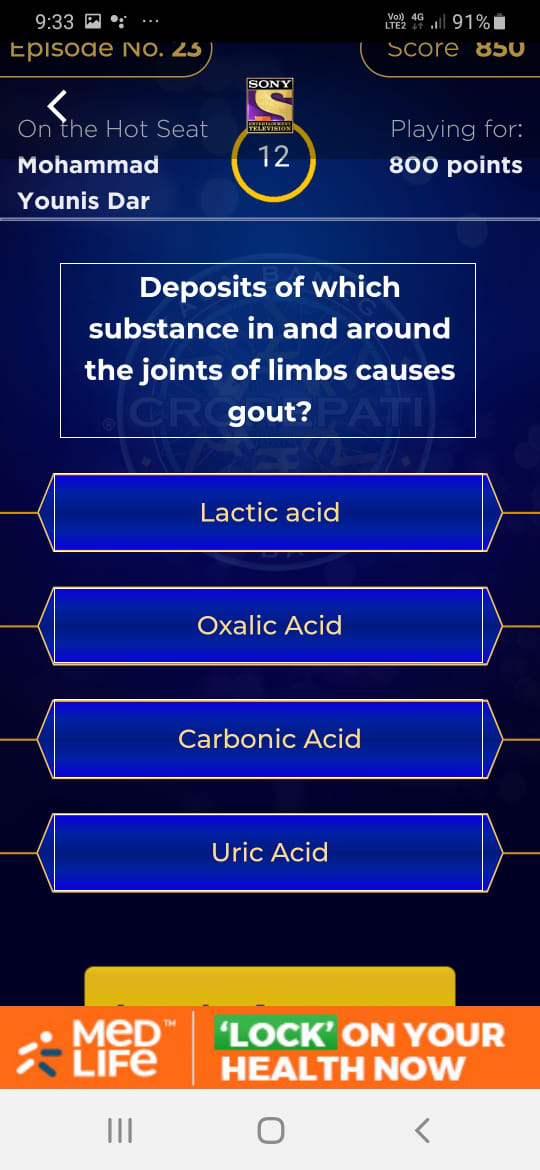 9:33 ... Vo)) 4G LTE2 91%
Episode No. 23 Score 850
SONY
ENTERTAINMENT
TELEVISION
On the Hot Seat 12 Playing for:
Mohammad 800 points
Younis Dar
Deposits of which
substance in and around
the joints of limbs causes
gout?
Lactic acid
Oxalic Acid
Carbonic Acid
Uric Acid
MeD™ 'LOCK' ON YOUR
LIFe HEALTH NOW